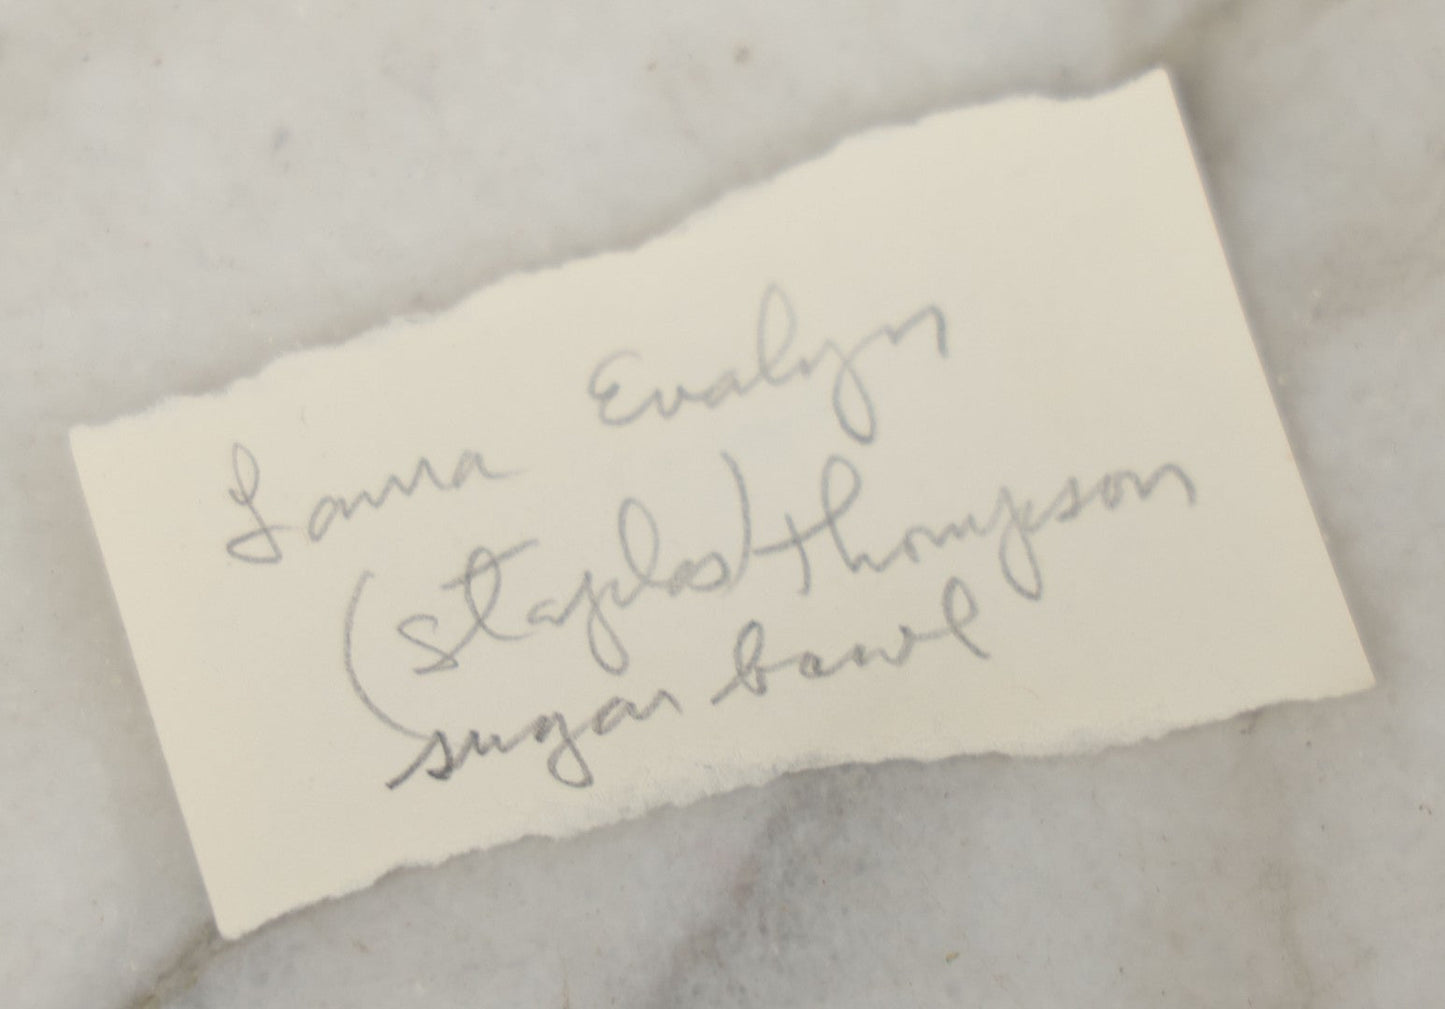 Laura Evalyn
(Staples) Thompson
sugar bowl